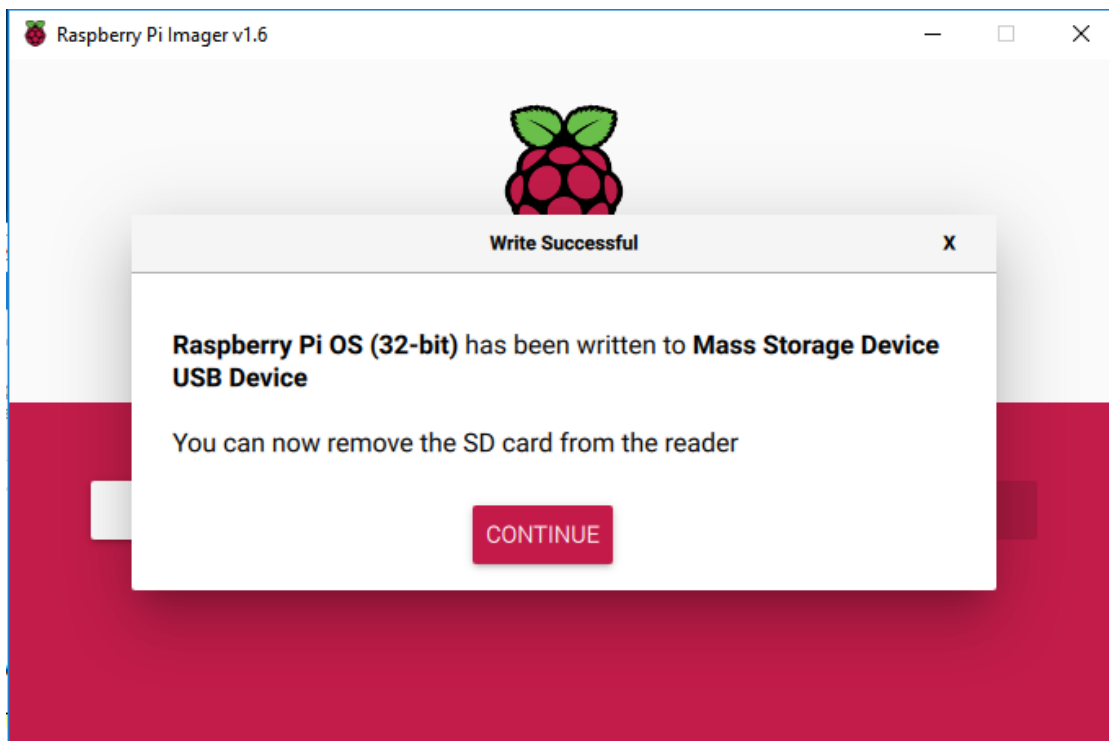 Raspberry Pi Imager v1.6
Write Successful
X
Raspberry Pi OS (32-bit) has been written to Mass Storage Device
USB Device
You can now remove the SD card from the reader
CONTINUE